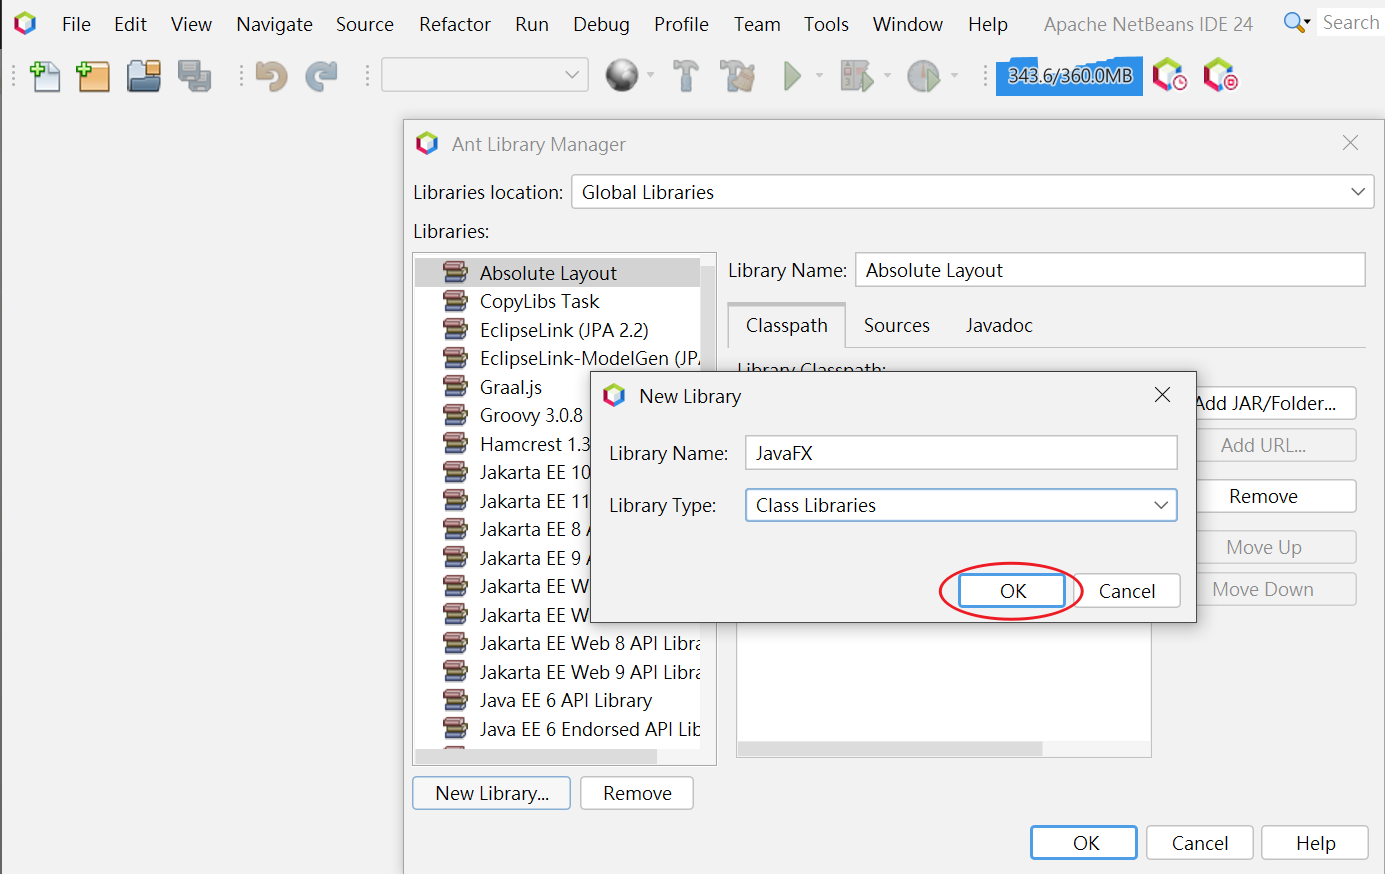 File Edit View Navigate Source Refactor Run Debug Profile Team Tools Window Help Apache NetBeans IDE 24 Search
343.6/360.0MB
Ant Library Manager
Libraries location: Global Libraries
Libraries:
Absolute Layout
CopyLibs Task
EclipseLink (JPA 2.2)
EclipseLink-ModelGen (JPA
Graal.js
Groovy 3.0.8
Hamcrest 1.3
Jakarta EE 10
Jakarta EE 11
Jakarta EE 8 A
Jakarta EE 9 A
Jakarta EE W
Jakarta EE W
Jakarta EE Web 8 API Libra
Jakarta EE Web 9 API Libra
Java EE 6 API Library
Java EE 6 Endorsed API Lib
New Library... Remove
Library Name: Absolute Layout
Classpath Sources Javadoc
Library Classpath:
Add JAR/Folder...
Add URL...
Remove
Move Up
Move Down
New Library
Library Name: JavaFX
Library Type: Class Libraries
OK Cancel
OK Cancel Help